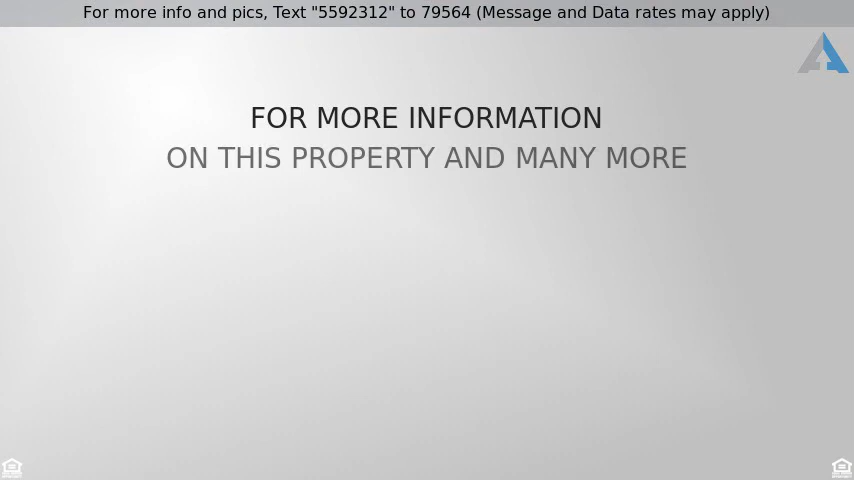 For more info and pics, Text "5592312" to 79564 (Message and Data rates may apply)
FOR MORE INFORMATION
ON THIS PROPERTY AND MANY MORE